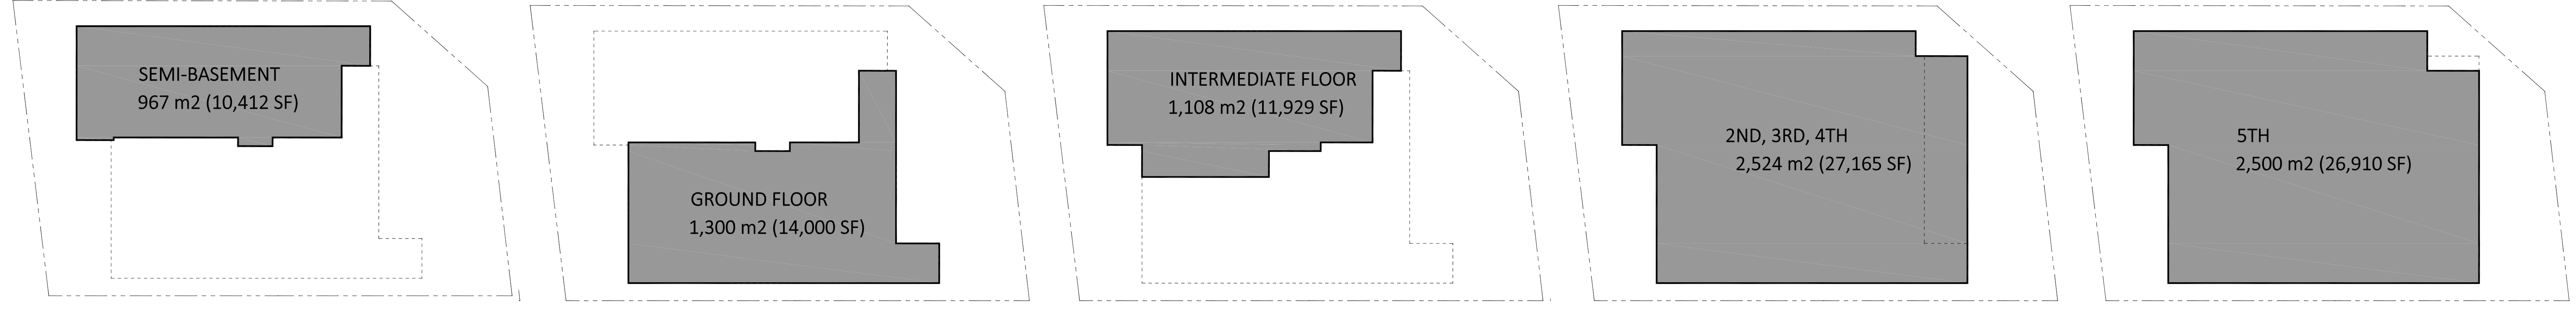 SEMI-BASEMENT
967 m2 (10,412 SF)
GROUND FLOOR
1,300 m2 (14,000 SF)
INTERMEDIATE FLOOR
1,108 m2 (11,929 SF)
2ND, 3RD, 4TH
2,524 m2 (27,165 SF)
5TH
2,500 m2 (26,910 SF)